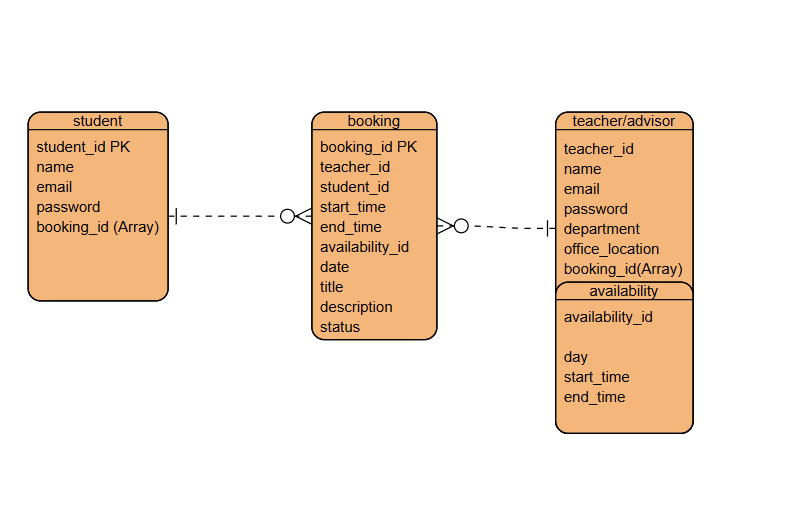 student
student_id PK
name
email
password
booking_id (Array)
booking
booking_id PK
teacher_id
student_id
start_time
end_time
availability_id
date
title
description
status
teacher/advisor
teacher_id
name
email
password
department
office_location
booking_id(Array)
availability
availability_id
day
start_time
end_time